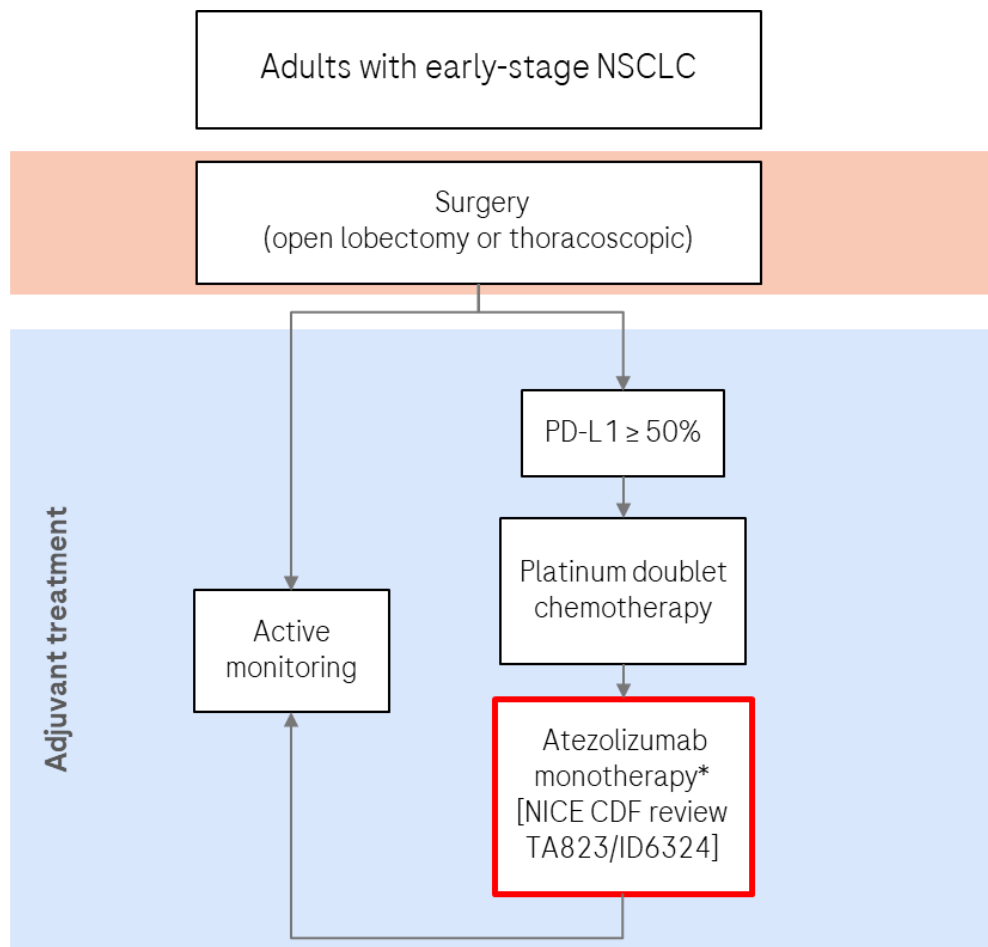 Adults with early-stage NSCLC
Surgery
(open lobectomy or thoracoscopic)
PD-L1 ≥ 50%
Platinum doublet
chemotherapy
Active
monitoring
Atezolizumab
monotherapy*
[NICE CDF review
TA823/ID6324]
Adjuvant treatment